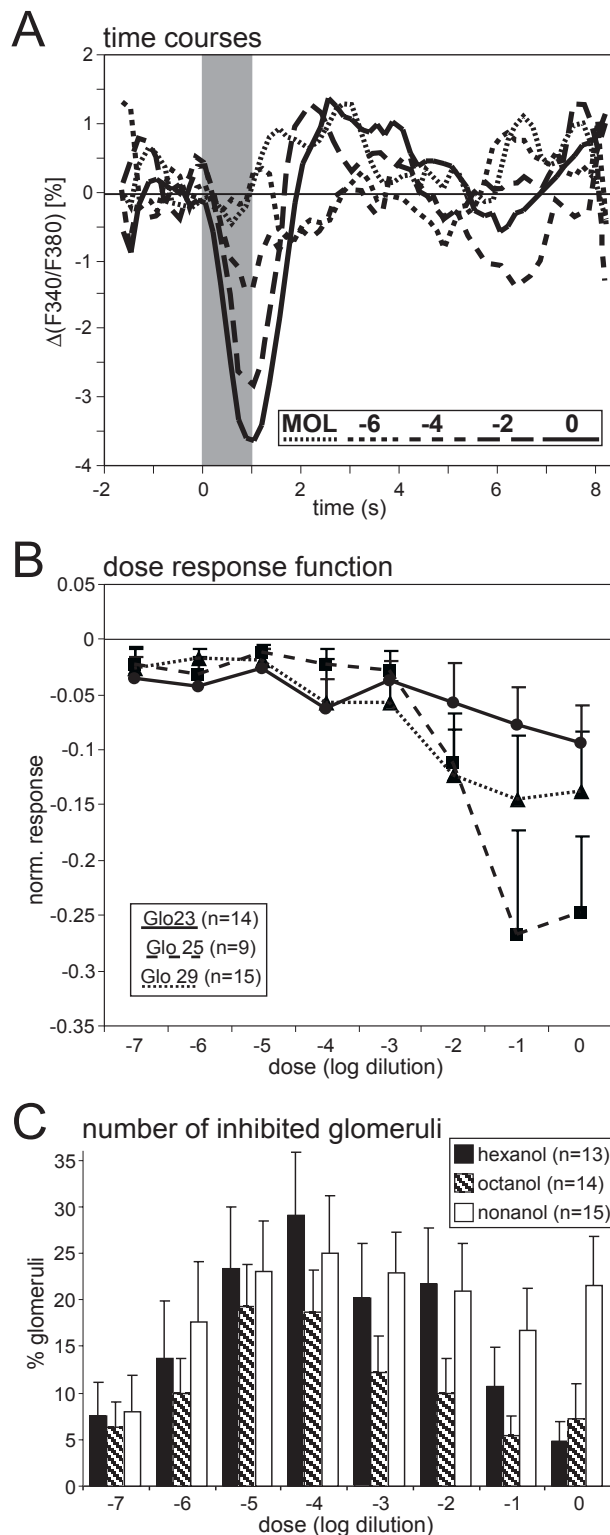 A time courses
2
1
0
-1
-2
-3
-4
Δ(F340/F380) [%]
MOL -6 -4 -2 0
-2 0 2 4 6 8
time (s)
B dose response function
0.05
0
-0.05
-0.1
-0.15
-0.2
-0.25
-0.3
-0.35
norm. response
Glo23 (n=14)
Glo 25 (n=9)
Glo 29 (n=15)
-7 -6 -5 -4 -3 -2 -1 0
dose (log dilution)
C number of inhibited glomeruli
35
30
25
20
15
10
5
0
% glomeruli
hexanol (n=13)
octanol (n=14)
nonanol (n=15)
-7 -6 -5 -4 -3 -2 -1 0
dose (log dilution)